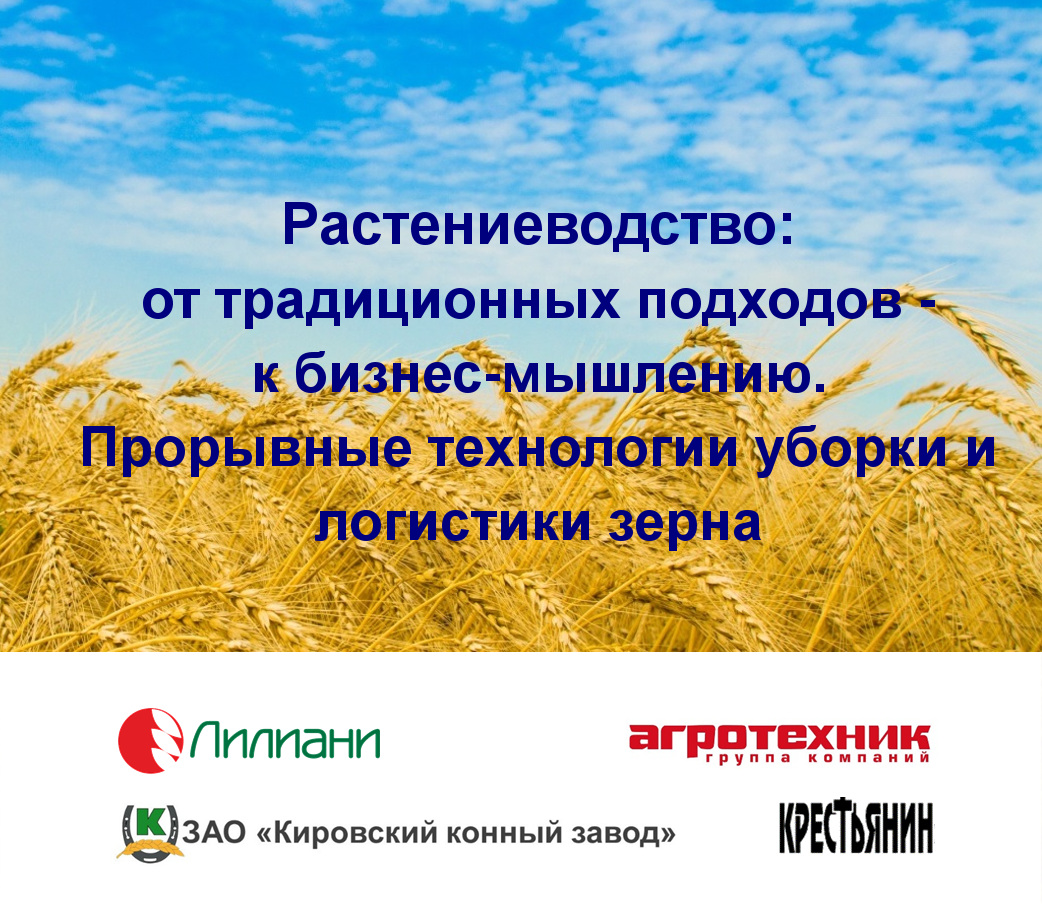 Растениеводство:
от традиционных подходов -
к бизнес-мышлению.
Прорывные технологии уборки и
логистики зерна
Лилиани
агротехник
группа компаний
К
ЗАО «Кировский конный завод»
КРЕСТЬЯНИН